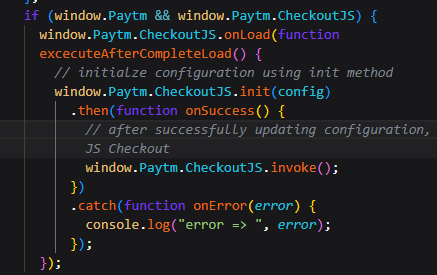 if (window.Paytm && window.Paytm.CheckoutJS) {
window.Paytm.CheckoutJS.onLoad(function
excecuteAfterCompleteLoad() {
// initialze configuration using init method
window.Paytm.CheckoutJS.init(config)
.then(function onSuccess() {
// after successfully updating configuration,
JS Checkout
window.Paytm.CheckoutJS.invoke();
})
.catch(function onError(error) {
console.log("error => ", error);
});
});